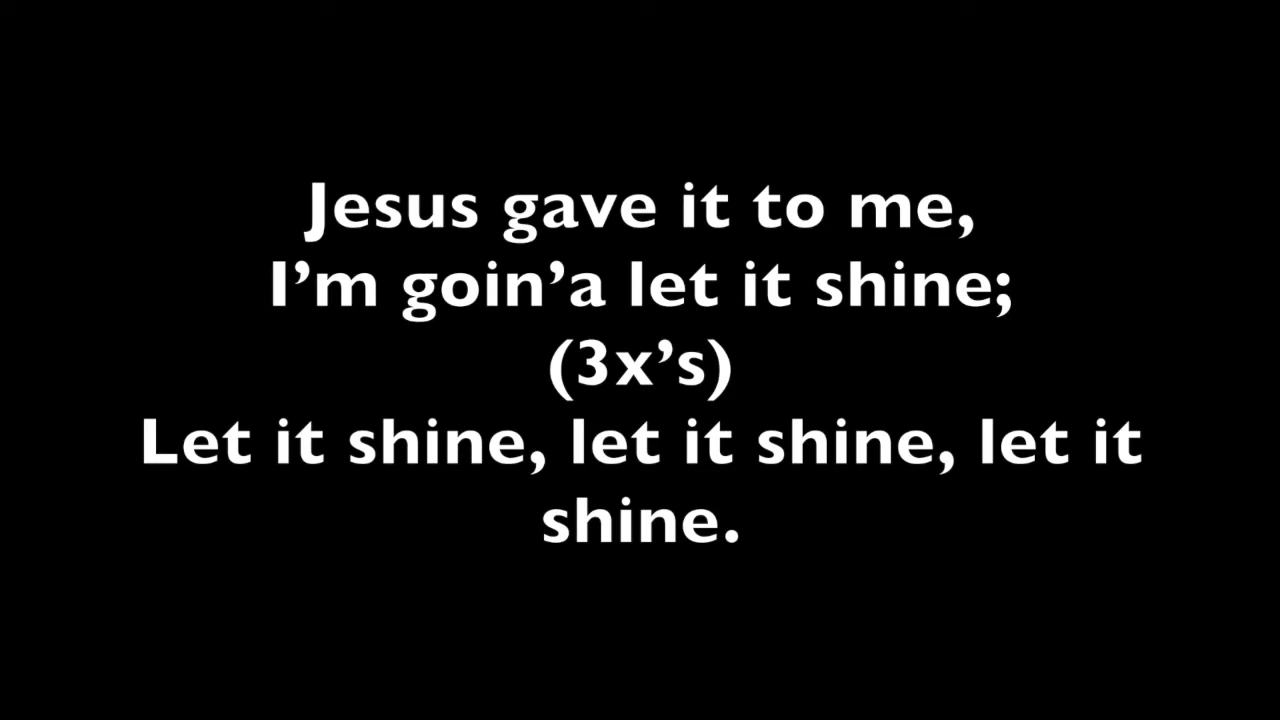 Jesus gave it to me,
I’m goin’a let it shine;
(3x’s)
Let it shine, let it shine, let it
shine.